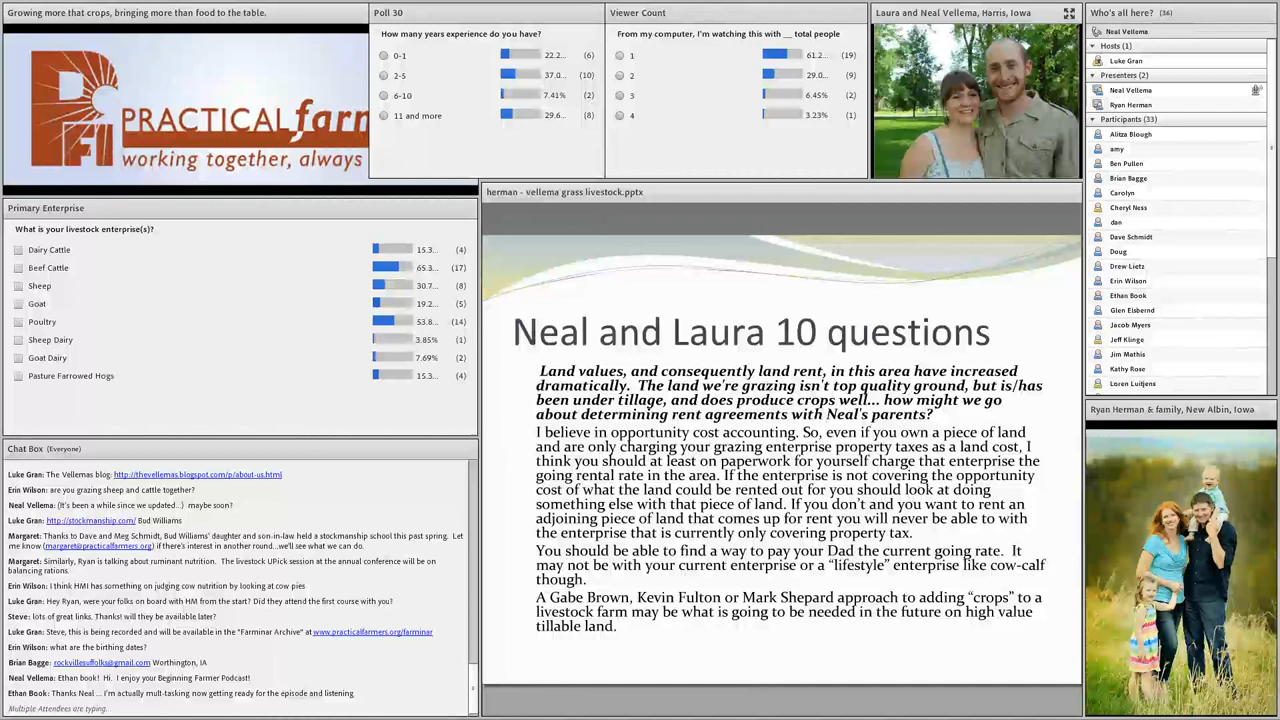 Growing more that crops, bringing more than food to the table.
PFI
PRACTICAL farm
working together, always
Poll 30
How many years experience do you have?
0-1 22.2... (6)
2-5 37.0... (10)
6-10 7.41% (2)
11 and more 29.6... (8)
Viewer Count
From my computer, I'm watching this with __ total people
1 61.2... (19)
2 29.0... (9)
3 6.45% (2)
4 3.23% (1)
Laura and Neal Vellema, Harris, Iowa
Who's all here? (36)
Neal Vellema
Hosts (1)
Luke Gran
Presenters (2)
Neal Vellema
Ryan Herman
Participants (33)
Alitza Blough
amy
Ben Pullen
Brian Bagge
Carolyn
Cheryl Ness
dan
Dave Schmidt
Doug
Drew Lietz
Erin Wilson
Ethan Book
Glen Elsbernd
Jacob Myers
Jeff Klinge
Jim Mathis
Kathy Rose
Loren Luitjens
Primary Enterprise
What is your livestock enterprise(s)?
Dairy Cattle 15.3... (4)
Beef Cattle 65.3... (17)
Sheep 30.7... (8)
Goat 19.2... (5)
Poultry 53.8... (14)
Sheep Dairy 3.85% (1)
Goat Dairy 7.69% (2)
Pasture Farrowed Hogs 15.3... (4)
Chat Box (Everyone)
Luke Gran: The Vellemas blog: http://thevellemas.blogspot.com/p/about-us.html
Erin Wilson: are you grazing sheep and cattle together?
Neal Vellema: (It's been a while since we updated...) maybe soon?
Luke Gran: http://stockmanship.com/ Bud Williams
Margaret: Thanks to Dave and Meg Schmidt, Bud Williams' daughter and son-in-law held a stockmanship school this past spring. Let
me know (margaret@practicalfarmers.org) if there's interest in another round...we'll see what we can do.
Margaret: Similarly, Ryan is talking about ruminant nutrition. The livestock UPick session at the annual conference will be on
balancing rations.
Erin Wilson: I think HMI has something on judging cow nutrition by looking at cow pies
Luke Gran: Hey Ryan, were your folks on board with HM from the start? Did they attend the first course with you?
Steve: lots of great links. Thanks! will they be available later?
Luke Gran: Steve, this is being recorded and will be available in the "Farminar Archive" at www.practicalfarmers.org/farminar
Erin Wilson: what are the birthing dates?
Brian Bagge: rockvillesuffolks@gmail.com Worthington, IA
Neal Vellema: Ethan book! Hi. I enjoy your Beginning Farmer Podcast!
Ethan Book: Thanks Neal ... i'm actually mult-tasking now getting ready for the episode and listening
Multiple Attendees are typing...
herman - vellema grass livestock.pptx
Neal and Laura 10 questions
Land values, and consequently land rent, in this area have increased
dramatically. The land we're grazing isn't top quality ground, but is/has
been under tillage, and does produce crops well... how might we go
about determining rent agreements with Neal's parents?
I believe in opportunity cost accounting. So, even if you own a piece of land
and are only charging your grazing enterprise property taxes as a land cost, I
think you should at least on paperwork for yourself charge that enterprise the
going rental rate in the area. If the enterprise is not covering the opportunity
cost of what the land could be rented out for you should look at doing
something else with that piece of land. If you don't and you want to rent an
adjoining piece of land that comes up for rent you will never be able to with
the enterprise that is currently only covering property tax.
You should be able to find a way to pay your Dad the current going rate. It
may not be with your current enterprise or a “lifestyle” enterprise like cow-calf
though.
A Gabe Brown, Kevin Fulton or Mark Shepard approach to adding “crops” to a
livestock farm may be what is going to be needed in the future on high value
tillable land.
Ryan Herman & family, New Albin, Iowa